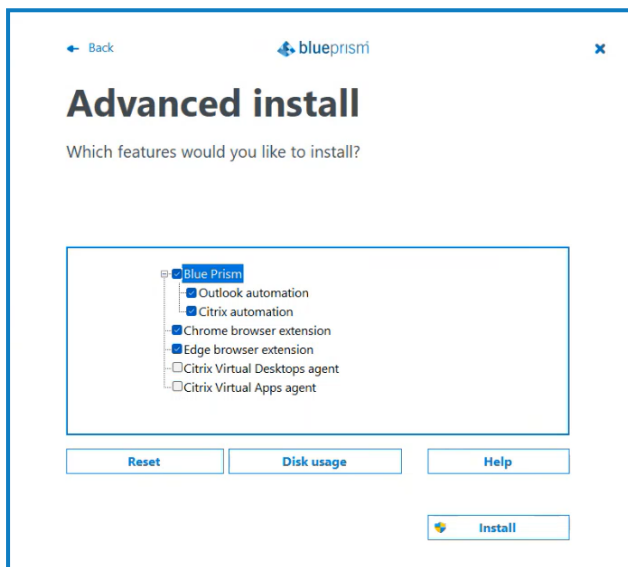 Back
blueprism
Advanced install
Which features would you like to install?
Blue Prism
Outlook automation
Citrix automation
Chrome browser extension
Edge browser extension
Citrix Virtual Desktops agent
Citrix Virtual Apps agent
Reset Disk usage Help
Install